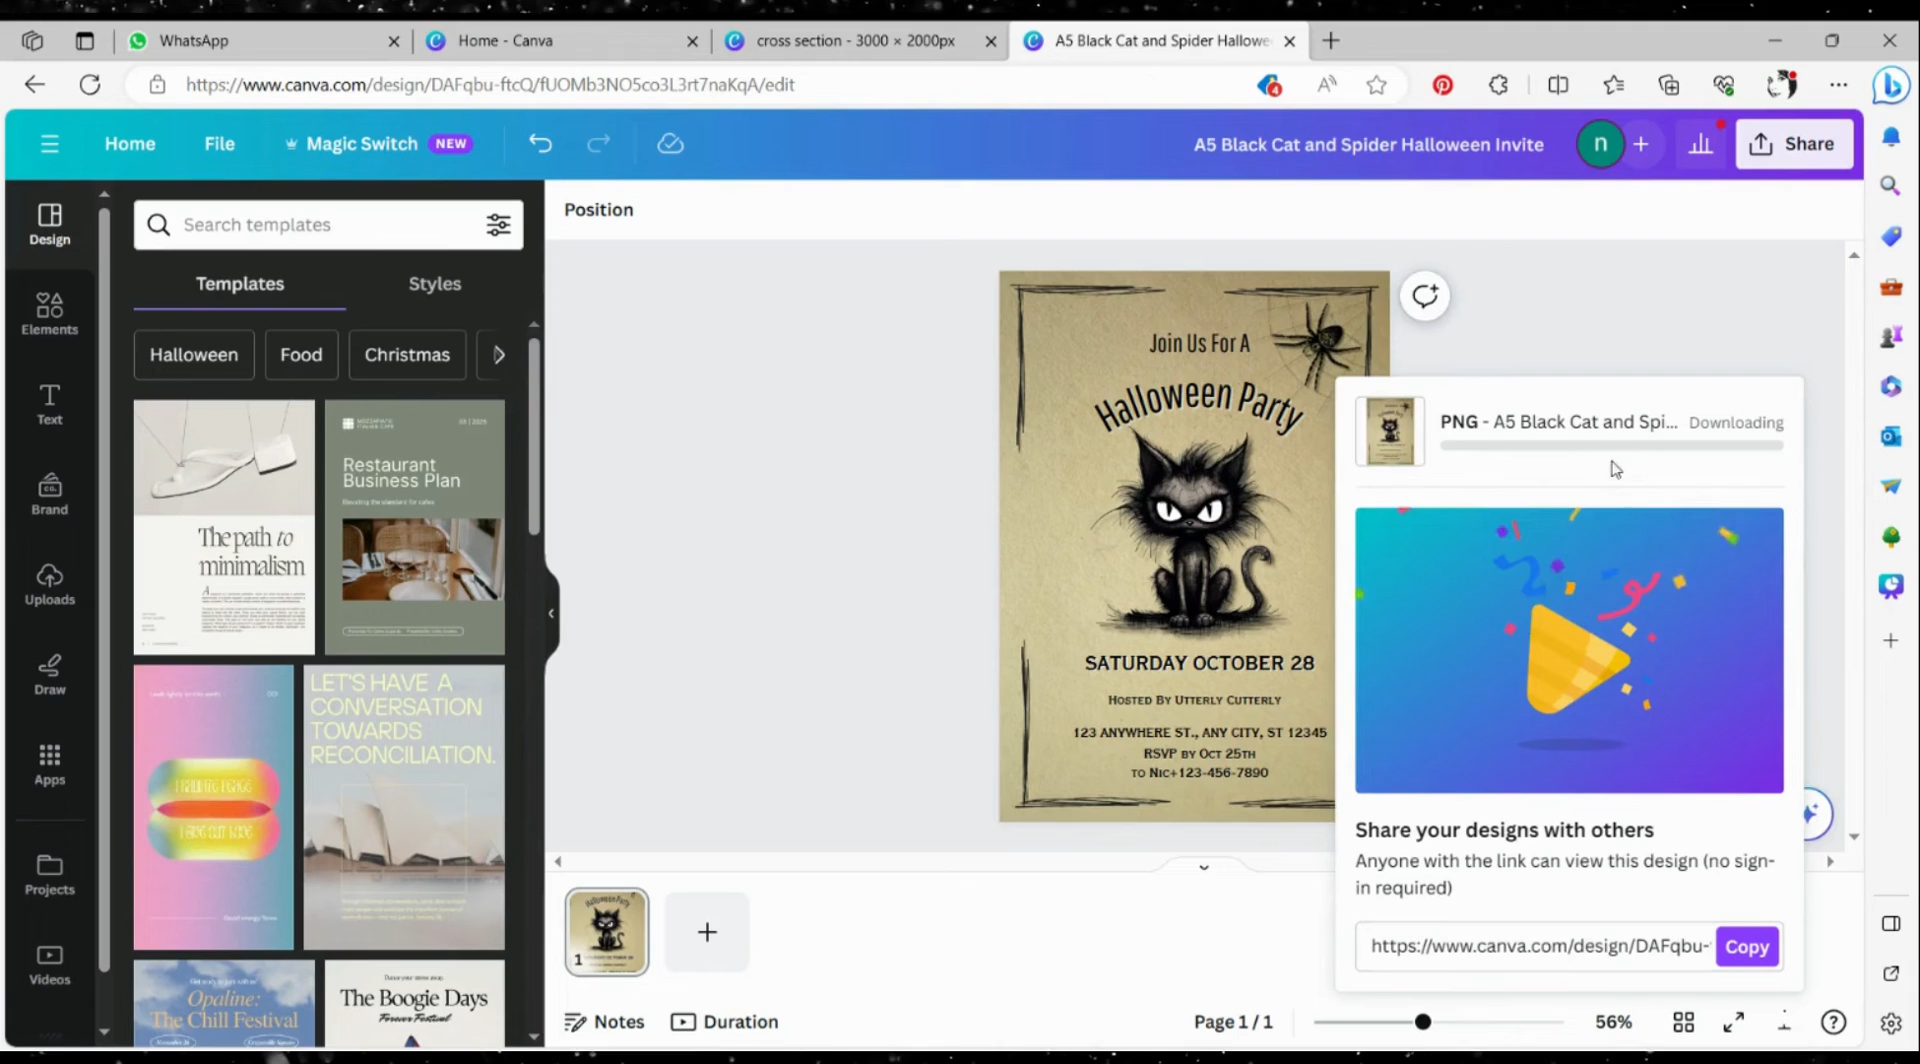 WhatsApp
Home - Canva
cross section - 3000 × 2000px
A5 Black Cat and Spider Hallowe
https://www.canva.com/design/DAFqbu-ftcQ/fUOMb3NO5co3L3rt7naKqA/edit
4
Home
File
Magic Switch
NEW
A5 Black Cat and Spider Halloween Invite
n
Share
Design
Elements
Text
Brand
Uploads
Draw
Apps
Projects
Videos
Search templates
Templates
Styles
Halloween
Food
Christmas
The path to
minimalism
Restaurant
Business Plan
LET'S HAVE A
CONVERSATION
TOWARDS
RECONCILIATION.
Opaline:
The Chill Festival
The Boogie Days
Forever Festival
Position
Join Us For A
Halloween Party
SATURDAY OCTOBER 28
Hosted By Utterly Cutterly
123 ANYWHERE ST., ANY CITY, ST 12345
RSVP by Oct 25th
to Nic+123-456-7890
PNG - A5 Black Cat and Spi...
Downloading
Share your designs with others
Anyone with the link can view this design (no sign-
in required)
https://www.canva.com/design/DAFqbu-
Copy
Halloween Party
1
Notes
Duration
Page 1 / 1
56%